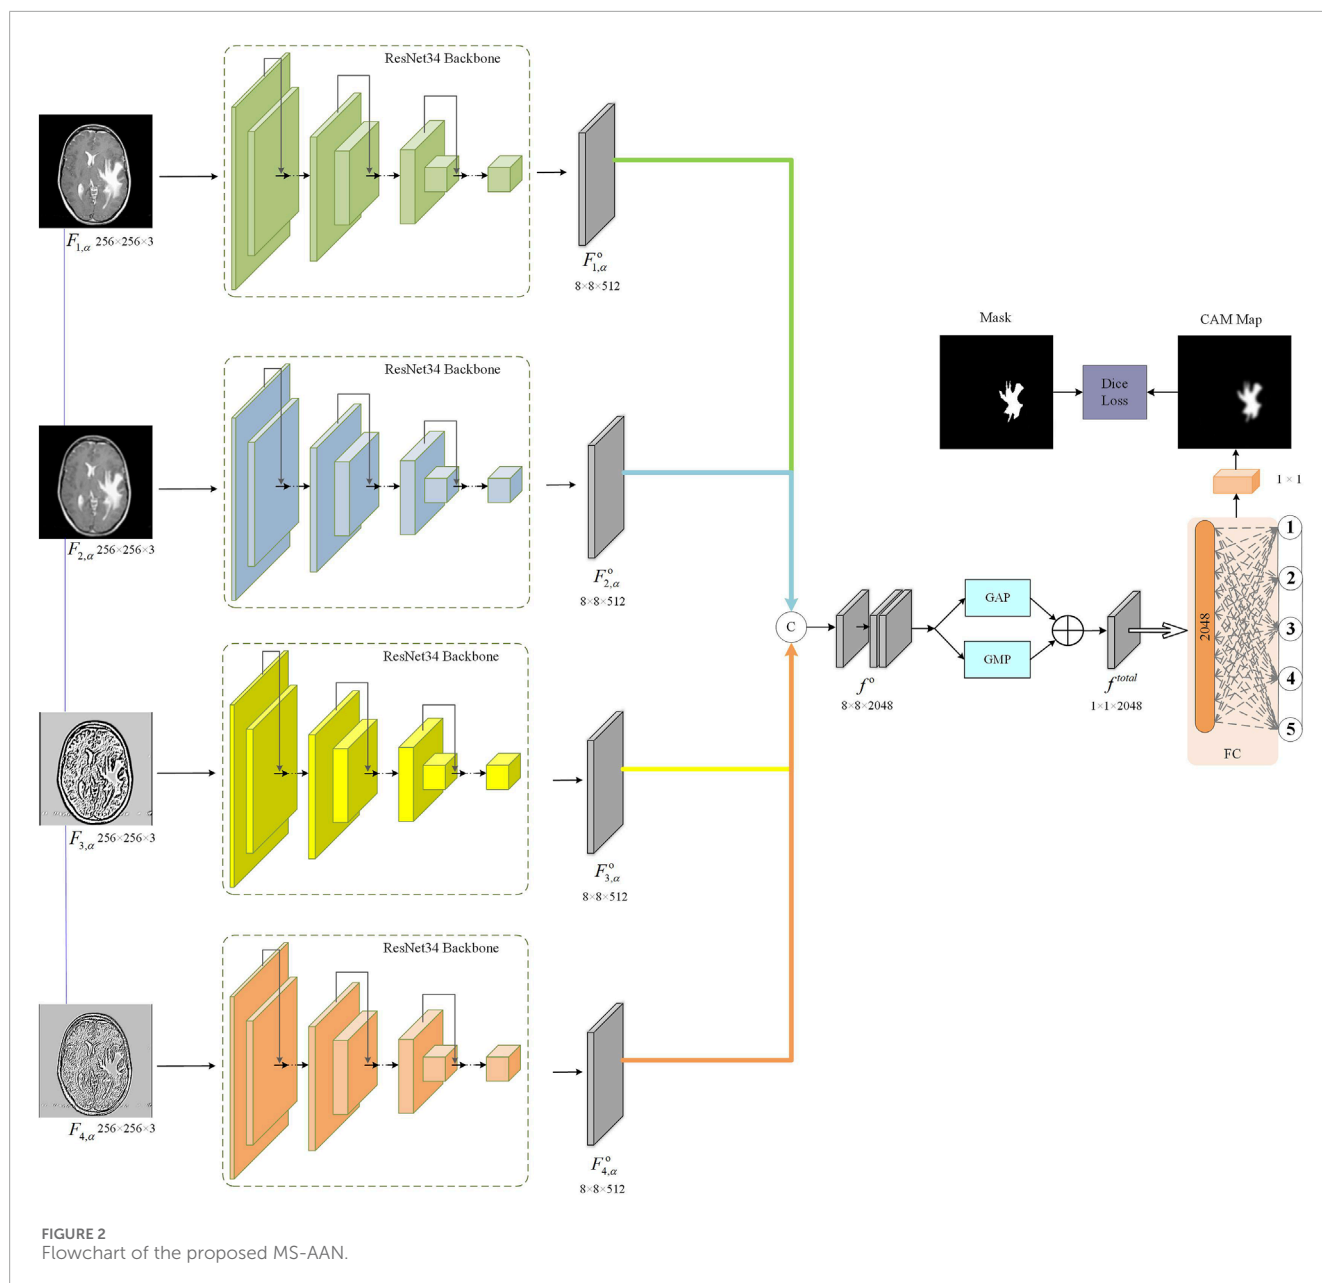 ResNet34 Backbone
F1,α 256×256×3
F°1,α
8×8×512
ResNet34 Backbone
F2,α 256×256×3
F°2,α
8×8×512
ResNet34 Backbone
F3,α 256×256×3
F°3,α
8×8×512
ResNet34 Backbone
F4,α 256×256×3
F°4,α
8×8×512
C
f°
8×8×2048
GAP
GMP
f total
1×1×2048
Mask
CAM Map
Dice
Loss
1 × 1
2048
1
2
3
4
5
FC
FIGURE 2
Flowchart of the proposed MS-AAN.